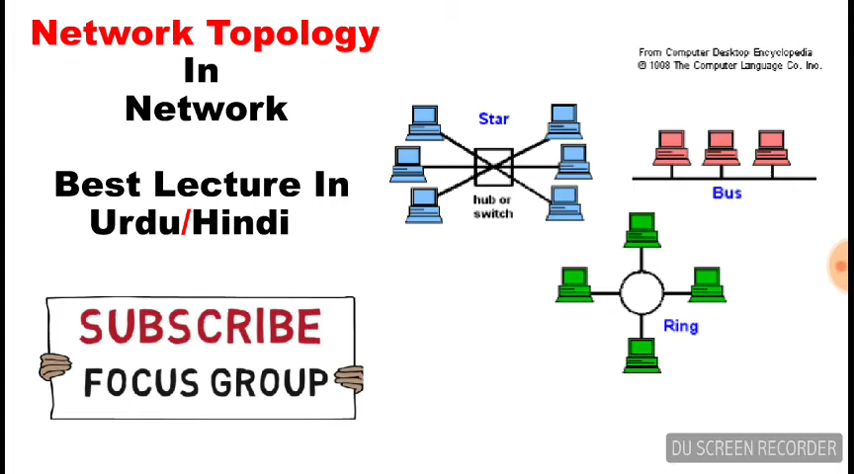 Network Topology
In
Network
Best Lecture In
Urdu/Hindi
SUBSCRIBE
FOCUS GROUP
From Computer Desktop Encyclopedia
© 1998 The Computer Language Co. Inc.
Star
hub or
switch
Bus
Ring
DU SCREEN RECORDER